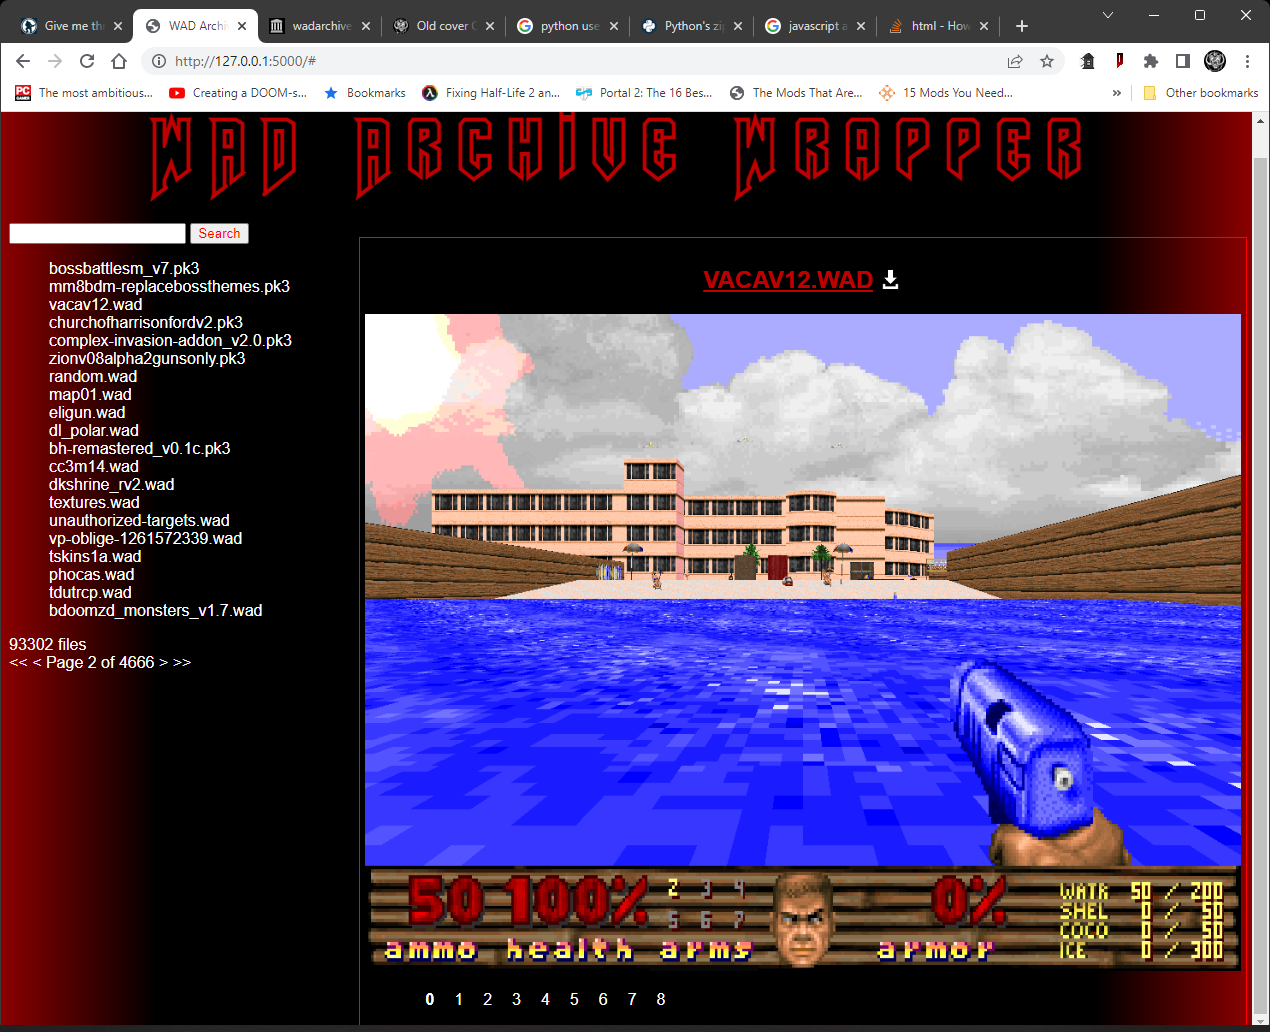 Give me th
WAD Archi
wadarchive
Old cover C
python use
Python's zip
javascript a
html - How
http://127.0.0.1:5000/#
PC GAMER
The most ambitious...
Creating a DOOM-s...
Bookmarks
Fixing Half-Life 2 an...
Portal 2: The 16 Bes...
The Mods That Are...
15 Mods You Need...
»
Other bookmarks
WAD ARCHIVE WRAPPER
Search
bossbattlesm_v7.pk3
mm8bdm-replacebossthemes.pk3
vacav12.wad
churchofharrisonfordv2.pk3
complex-invasion-addon_v2.0.pk3
zionv08alpha2gunsonly.pk3
random.wad
map01.wad
eligun.wad
dl_polar.wad
bh-remastered_v0.1c.pk3
cc3m14.wad
dkshrine_rv2.wad
textures.wad
unauthorized-targets.wad
vp-oblige-1261572339.wad
tskins1a.wad
phocas.wad
tdutrcp.wad
bdoomzd_monsters_v1.7.wad
93302 files
<< < Page 2 of 4666 > >>
VACAV12.WAD
50 100% 2 3 4 0%
5 6 7
ammo health arms armor
WATR 50 / 200
SHEL 0 / 50
COCO 0 / 50
ICE 0 / 300
0 1 2 3 4 5 6 7 8